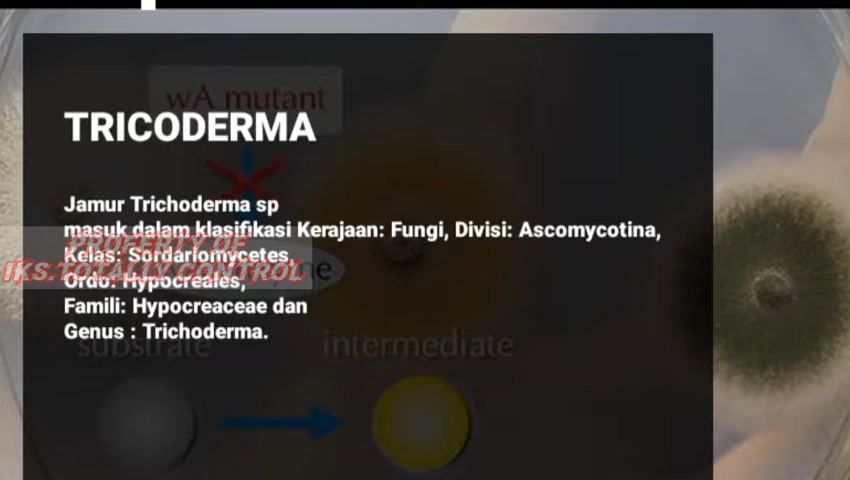 wA mutant
TRICODERMA
Jamur Trichoderma sp
masuk dalam klasifikasi Kerajaan: Fungi, Divisi: Ascomycotina,
PROPERTY OF
Kelas: Sordariomycetes,
IKS.TOTALLY CONTROL
Ordo: Hypocreales,
Famili: Hypocreaceae dan
Genus : Trichoderma.
substrate intermediate